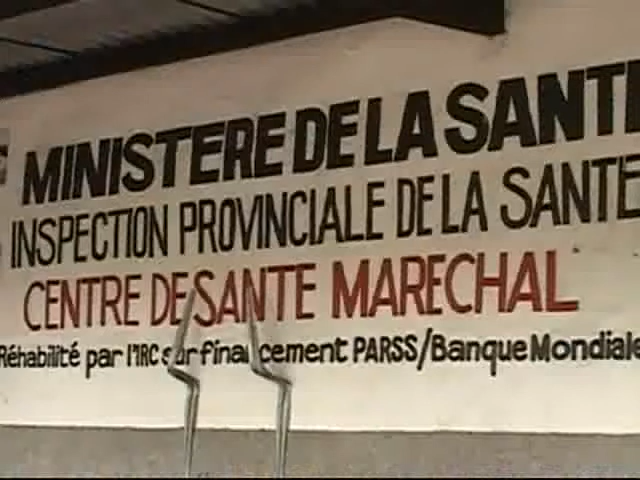 MINISTERE DE LA SANTE
INSPECTION PROVINCIALE DE LA SANTE
CENTRE DE SANTE MARECHAL
Réhabilité par l'IRC sur financement PARSS/Banque Mondiale